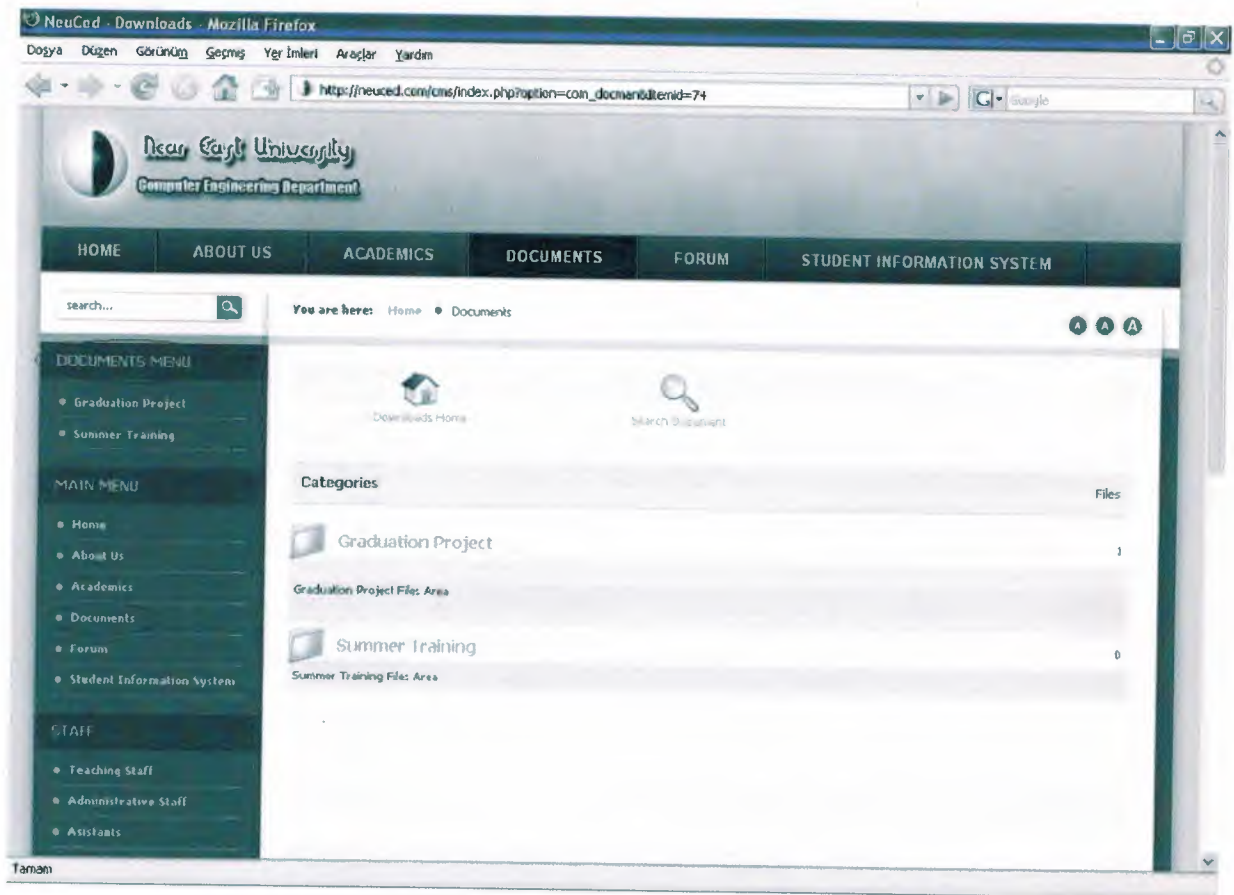 NeuCed - Downloads - Mozilla Firefox
Dosya Düzen Görünüm Geçmiş Yer İmleri Araçlar Yardım
http://neuced.com/cms/index.php?option=com_docman&Itemid=74
Google
Near East University
Computer Engineering Department
HOME ABOUT US ACADEMICS DOCUMENTS FORUM STUDENT INFORMATION SYSTEM
search...
You are here: Home Documents
A A A
DOCUMENTS MENU
Graduation Project
Summer Training
MAIN MENU
Home
About Us
Academics
Documents
Forum
Student Information System
STAFF
Teaching Staff
Administrative Staff
Asistants
Downloads Home
Search Document
Categories
Files
Graduation Project
1
Graduation Project Files Area
Summer Training
0
Summer Training Files Area
Tamam